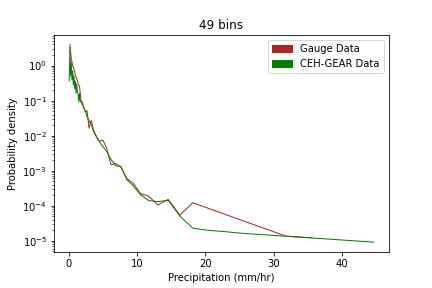 49 bins
Gauge Data
CEH-GEAR Data
Probability density
10⁰
10⁻¹
10⁻²
10⁻³
10⁻⁴
10⁻⁵
0 10 20 30 40
Precipitation (mm/hr)